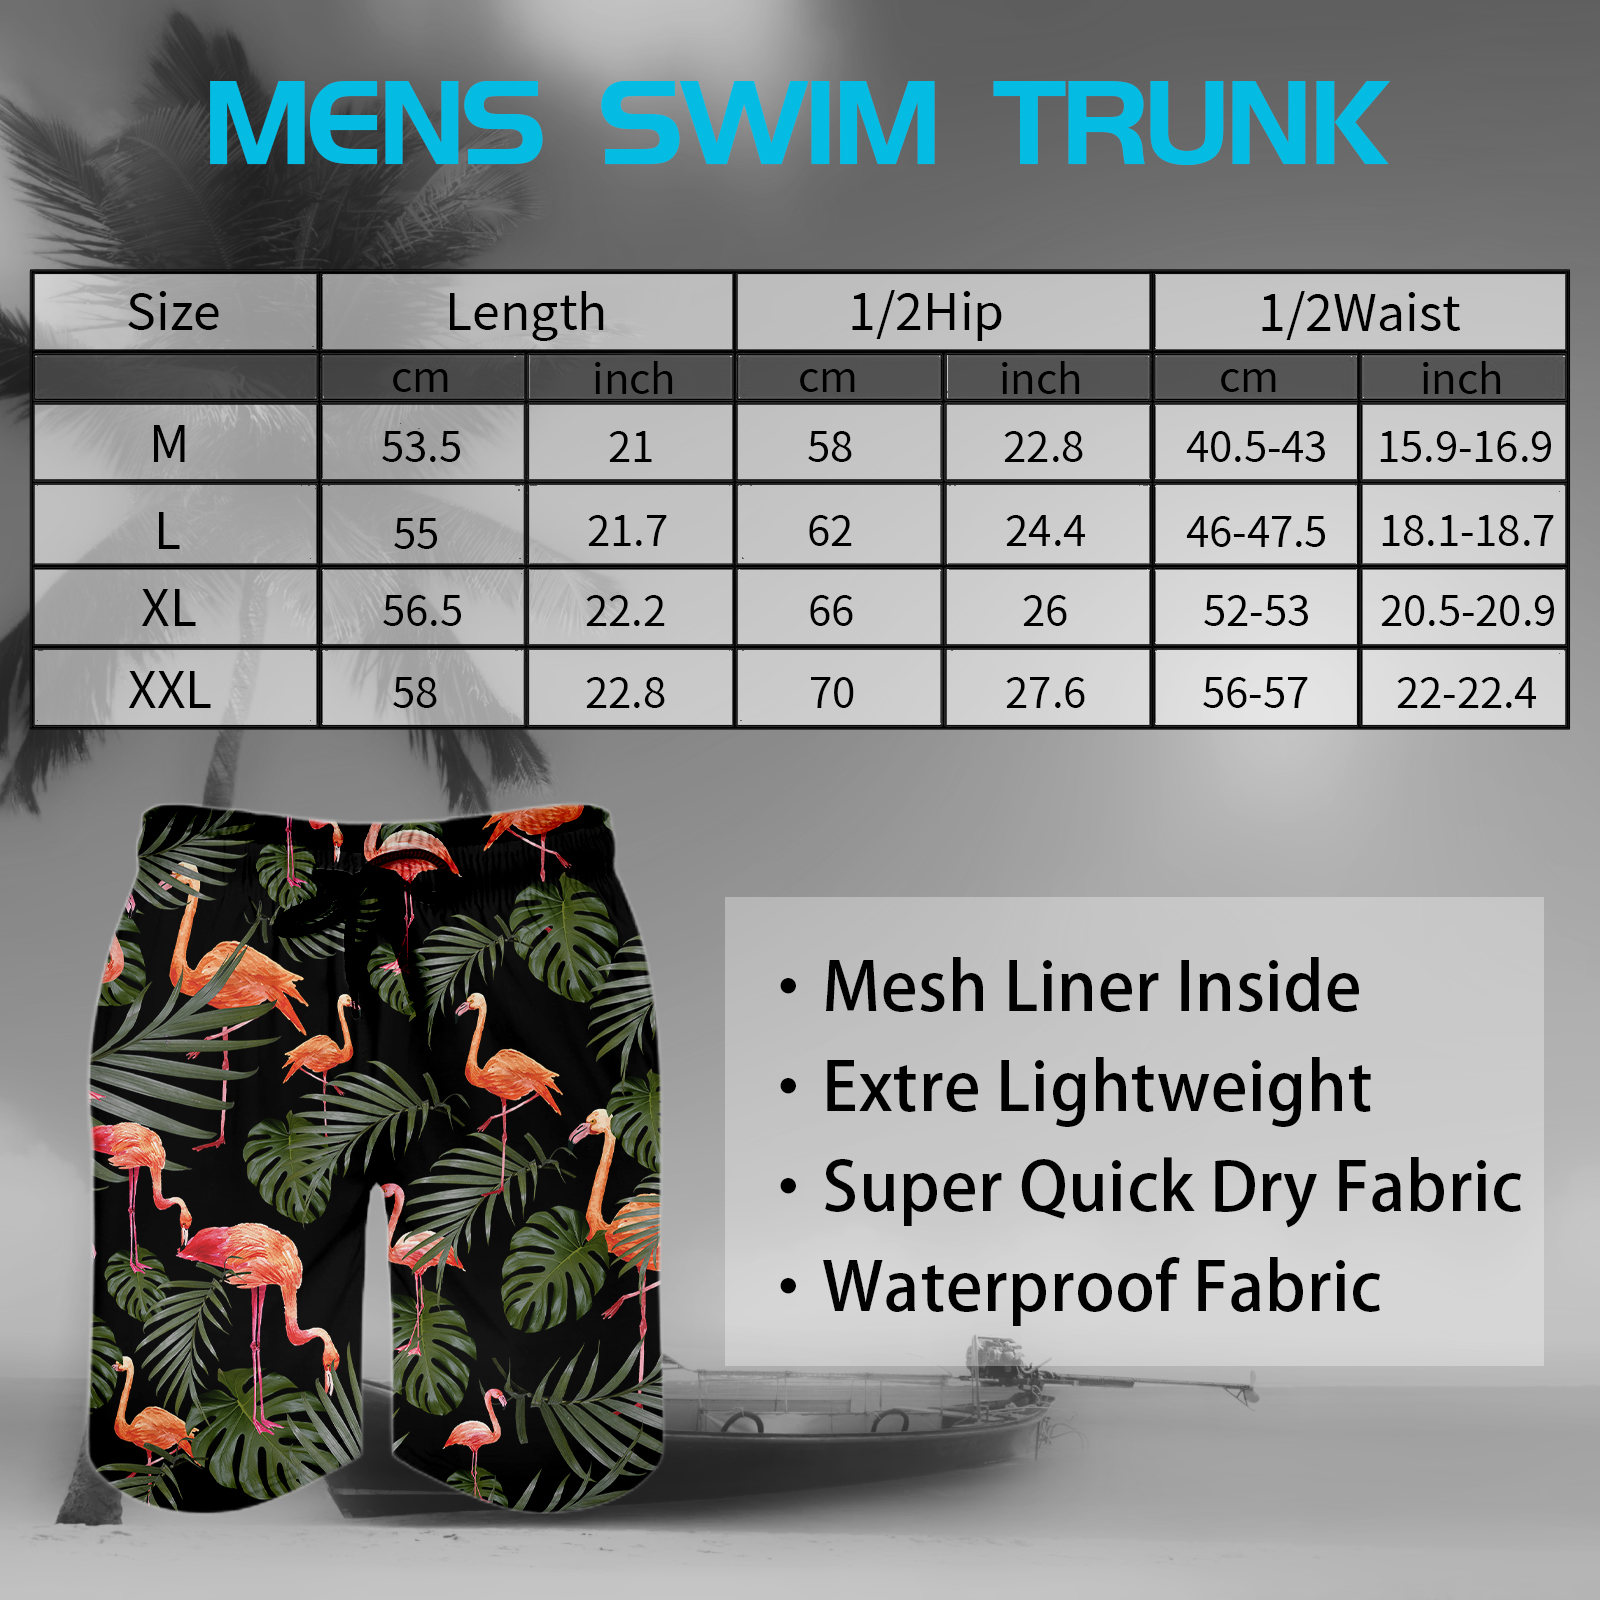 MENS SWIM TRUNK
Size Length 1/2Hip 1/2Waist
cm inch cm inch cm inch
M 53.5 21 58 22.8 40.5-43 15.9-16.9
L 55 21.7 62 24.4 46-47.5 18.1-18.7
XL 56.5 22.2 66 26 52-53 20.5-20.9
XXL 58 22.8 70 27.6 56-57 22-22.4
• Mesh Liner Inside
• Extre Lightweight
• Super Quick Dry Fabric
• Waterproof Fabric